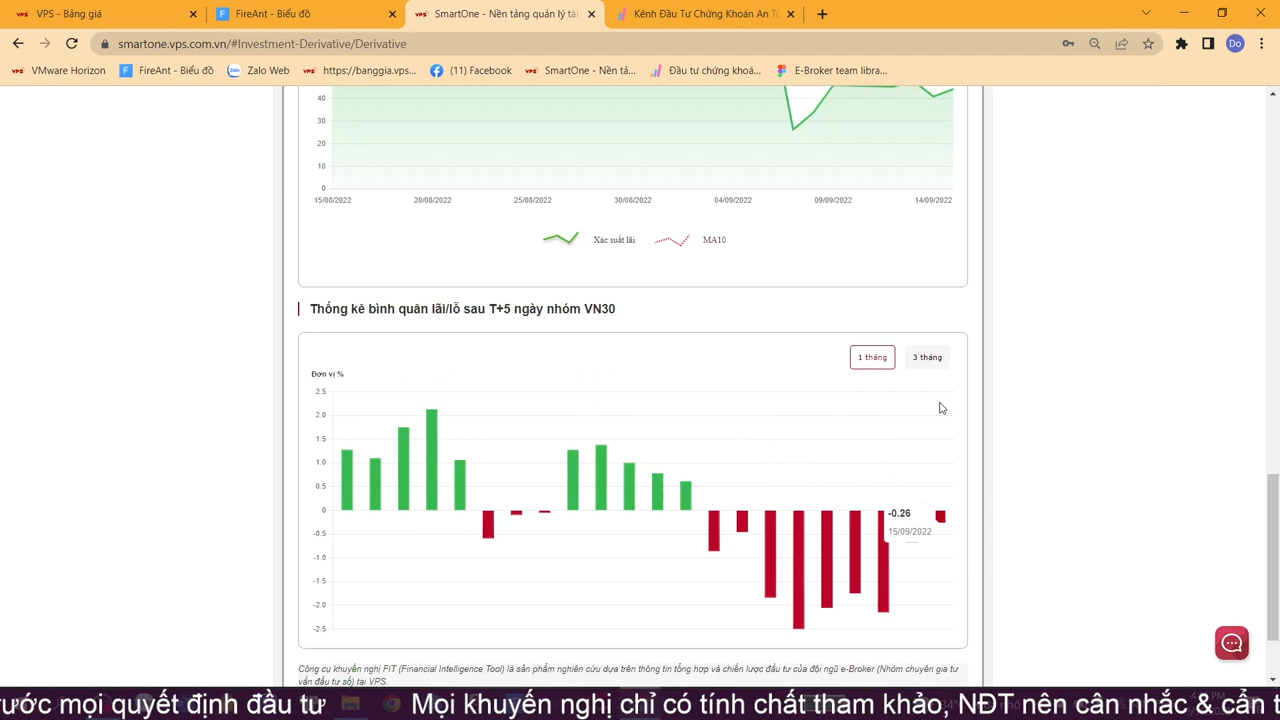 VPS - Bảng giá
FireAnt - Biểu đồ
SmartOne - Nền tảng quản lý tài
Kênh Đầu Tư Chứng Khoán An To
smartone.vps.com.vn/#Investment-Derivative/Derivative
Do
VMware Horizon
FireAnt - Biểu đồ
Zalo Web
https://banggia.vps...
(11) Facebook
SmartOne - Nền tả...
Đầu tư chứng khoá...
E-Broker team libra...
40
30
20
10
0
15/08/2022 20/08/2022 25/08/2022 30/08/2022 04/09/2022 09/09/2022 14/09/2022
Xác suất lãi MA10
Thống kê bình quân lãi/lỗ sau T+5 ngày nhóm VN30
1 tháng 3 tháng
Đơn vị %
2.5
2.0
1.5
1.0
0.5
0
-0.26
-0.5
15/09/2022
-1.0
-1.5
-2.0
-2.5
Công cụ khuyến nghị FIT (Financial Intelligence Tool) là sản phẩm nghiên cứu dựa trên thông tin tổng hợp và chiến lược đầu tư của đội ngũ e-Broker (Nhóm chuyên gia tư
vấn đầu tư số) tại VPS.
rước mọi quyết định đầu tư Mọi khuyến nghị chỉ có tính chất tham khảo, NĐT nên cân nhắc & cẩn t